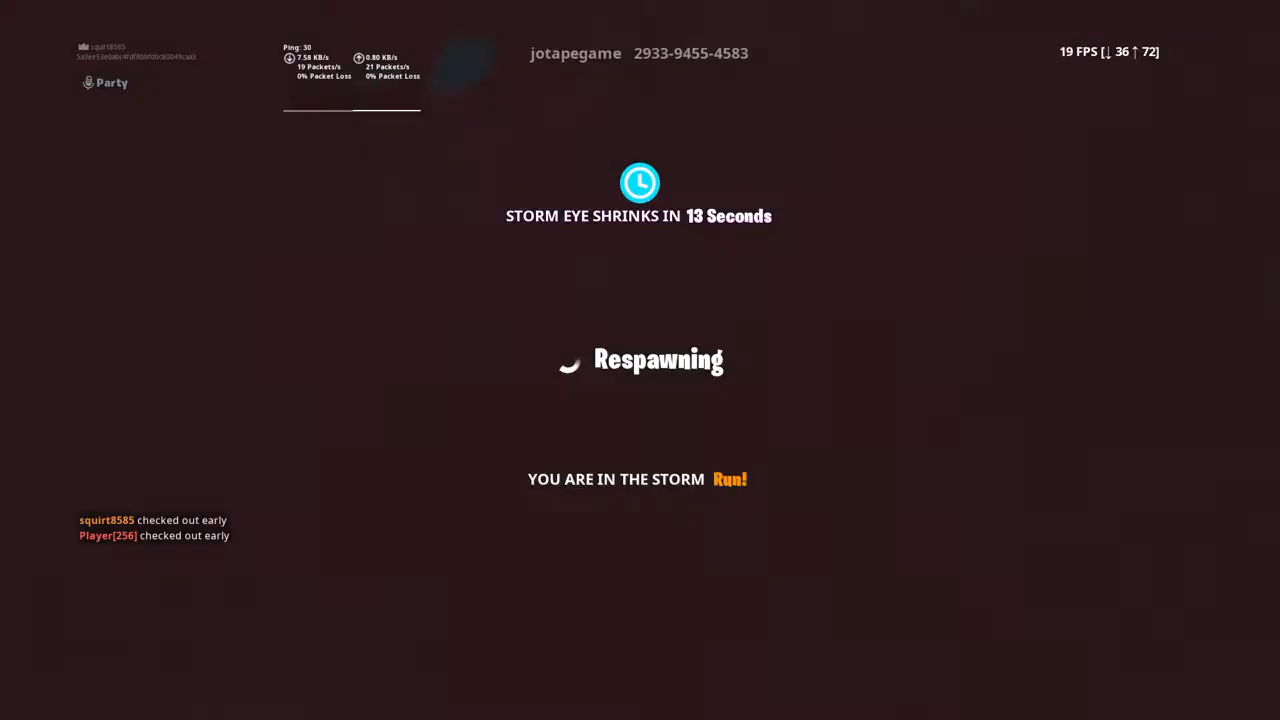 squirt8585
Party
Ping: 30
7.58 KB/s
19 Packets/s
0% Packet Loss
0.80 KB/s
21 Packets/s
0% Packet Loss
jotapegame 2933-9455-4583
19 FPS [↓ 36 ↑ 72]
STORM EYE SHRINKS IN 13 Seconds
Respawning
YOU ARE IN THE STORM Run!
squirt8585 checked out early
Player[256] checked out early